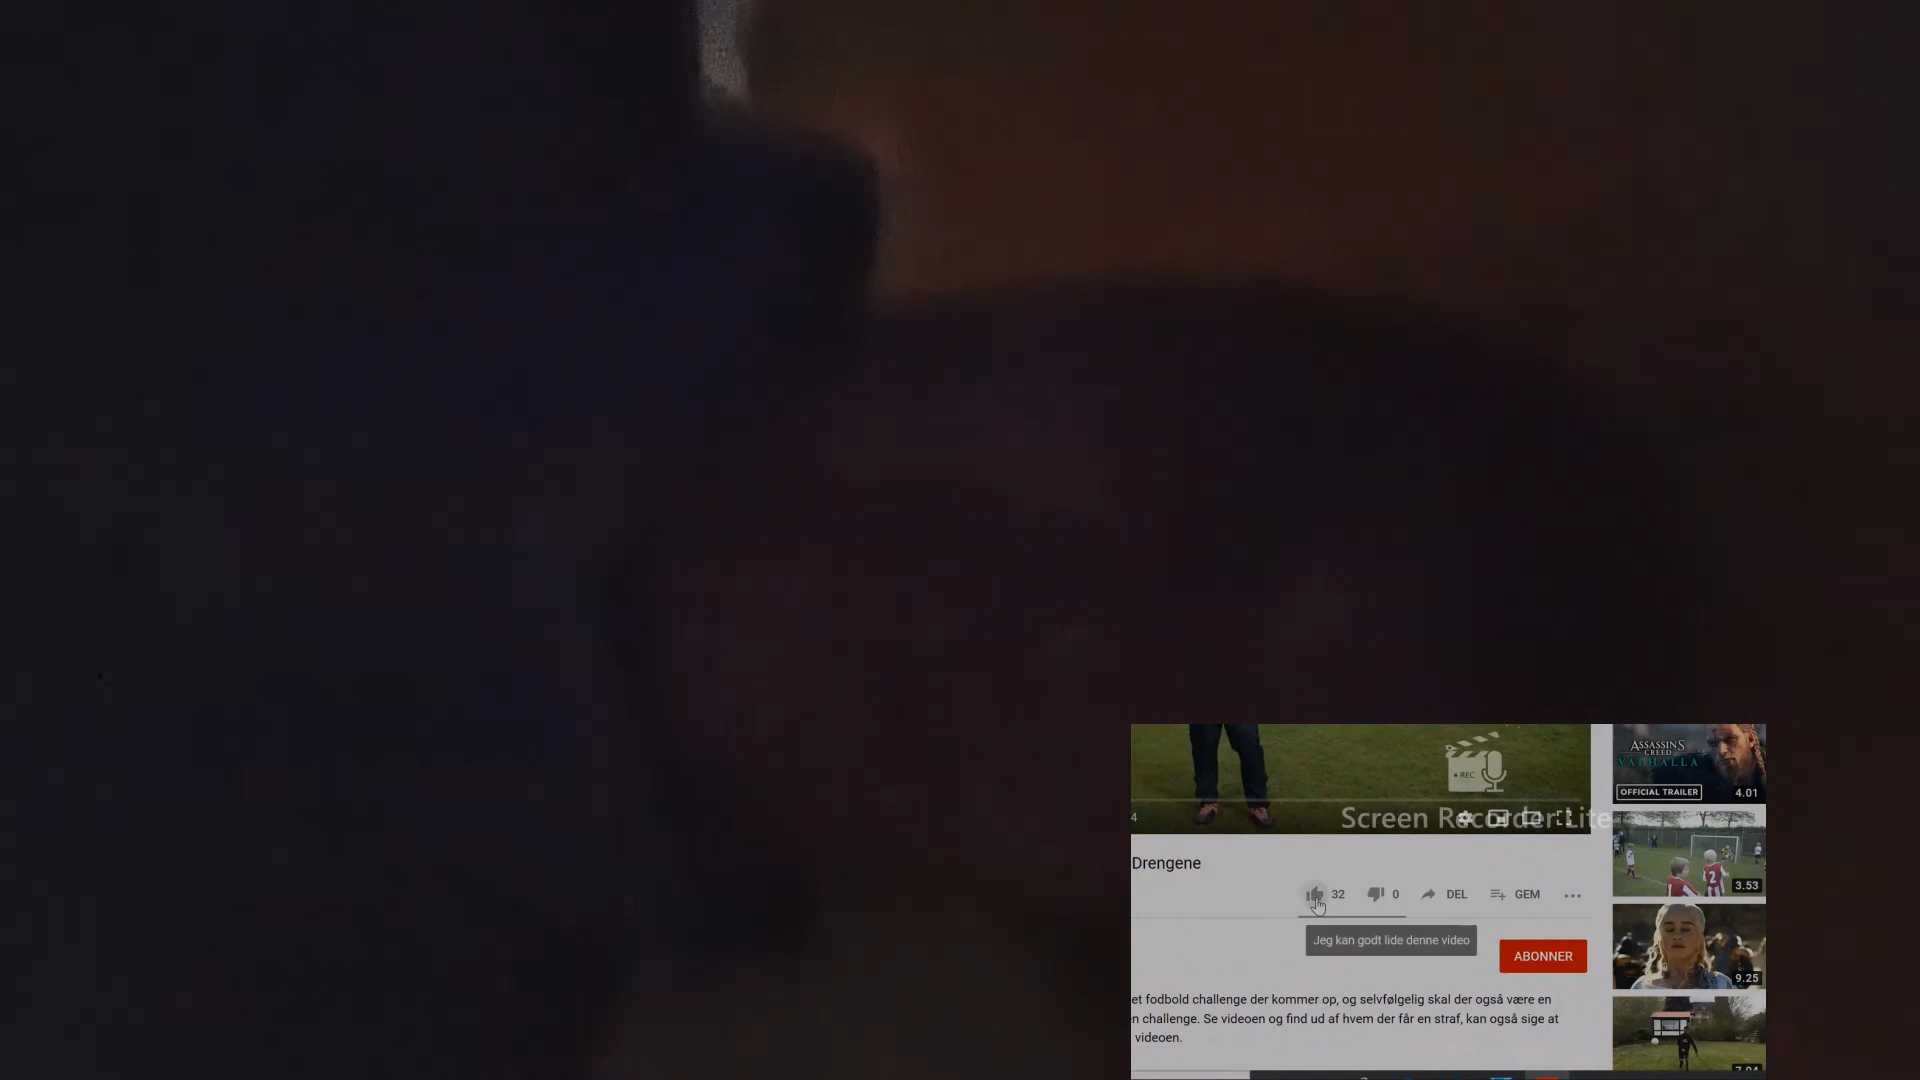 ASSASSIN'S
CREED
VALHALLA
OFFICIAL TRAILER
4.01
REC
4
Screen Recorder Lite
Drengene
32
0
DEL
GEM
3.53
Jeg kan godt lide denne video
ABONNER
9.25
et fodbold challenge der kommer op, og selvfølgelig skal der også være en
n challenge. Se videoen og find ud af hvem der får en straf, kan også sige at
videoen.
7.04